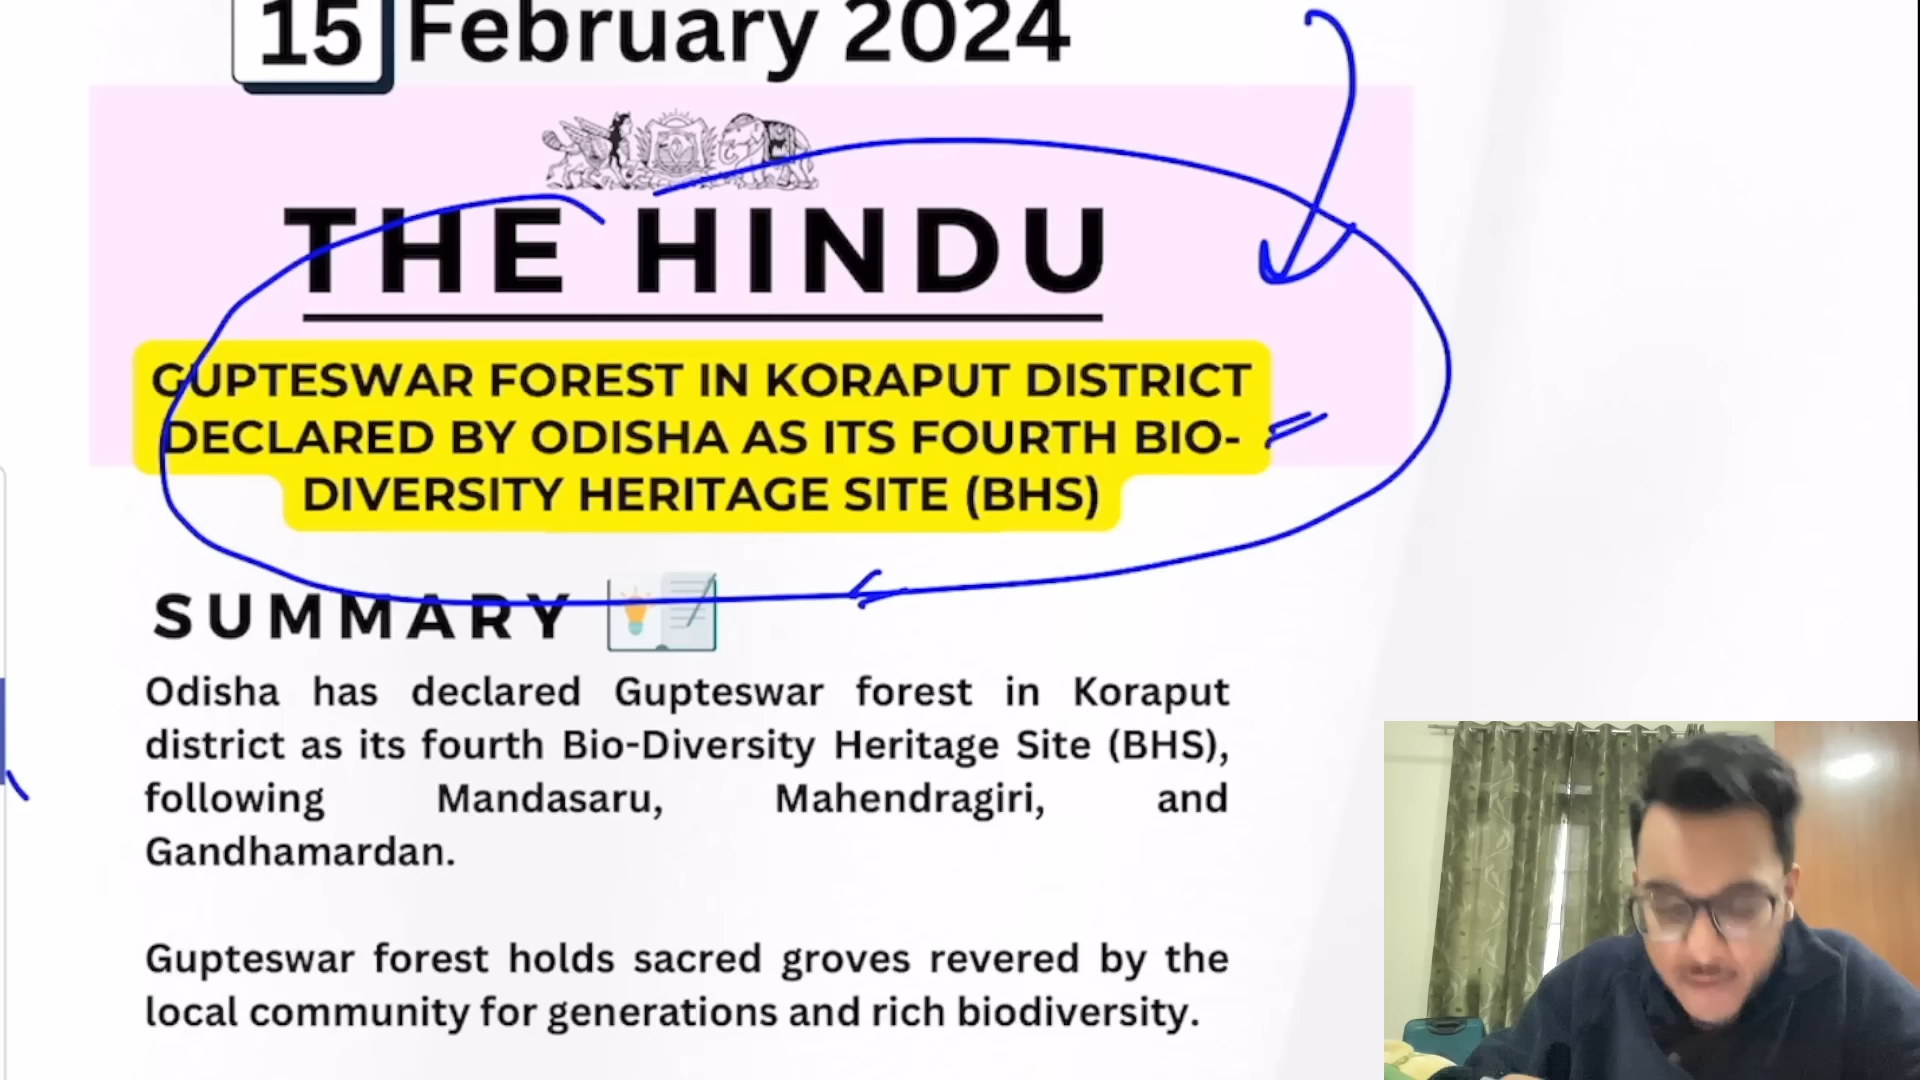 15 February 2024
THE HINDU
GUPTESWAR FOREST IN KORAPUT DISTRICT
DECLARED BY ODISHA AS ITS FOURTH BIO-
DIVERSITY HERITAGE SITE (BHS)
SUMMARY
Odisha has declared Gupteswar forest in Koraput
district as its fourth Bio-Diversity Heritage Site (BHS),
following Mandasaru, Mahendragiri, and
Gandhamardan.
Gupteswar forest holds sacred groves revered by the
local community for generations and rich biodiversity.